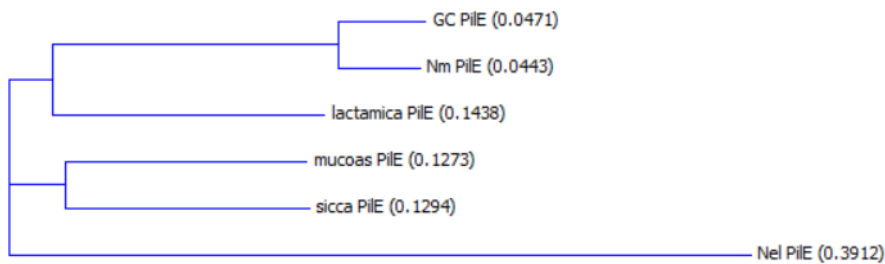 GC PilE (0.0471)
Nm PilE (0.0443)
lactamica PilE (0.1438)
mucoas PilE (0.1273)
sicca PilE (0.1294)
Nel PilE (0.3912)